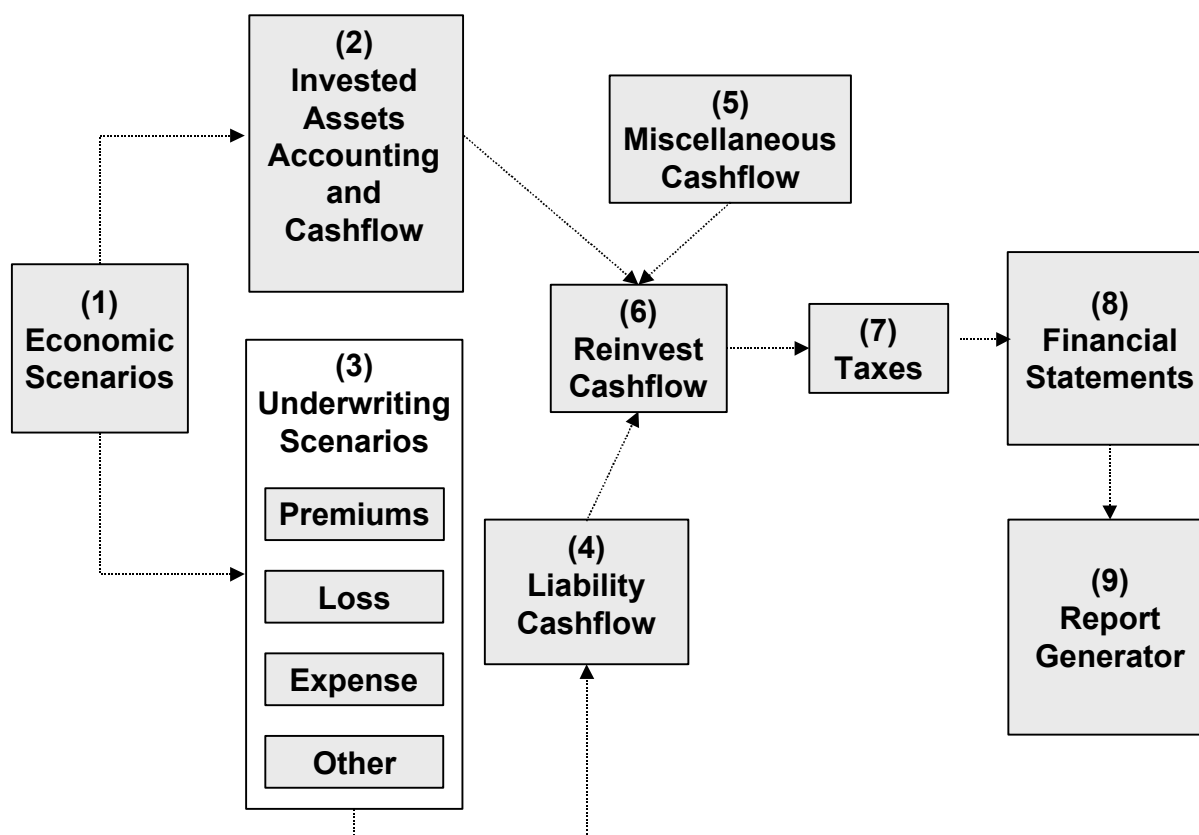 (1)
Economic
Scenarios
(2)
Invested
Assets
Accounting
and
Cashflow
(3)
Underwriting
Scenarios
Premiums
Loss
Expense
Other
(4)
Liability
Cashflow
(5)
Miscellaneous
Cashflow
(6)
Reinvest
Cashflow
(7)
Taxes
(8)
Financial
Statements
(9)
Report
Generator